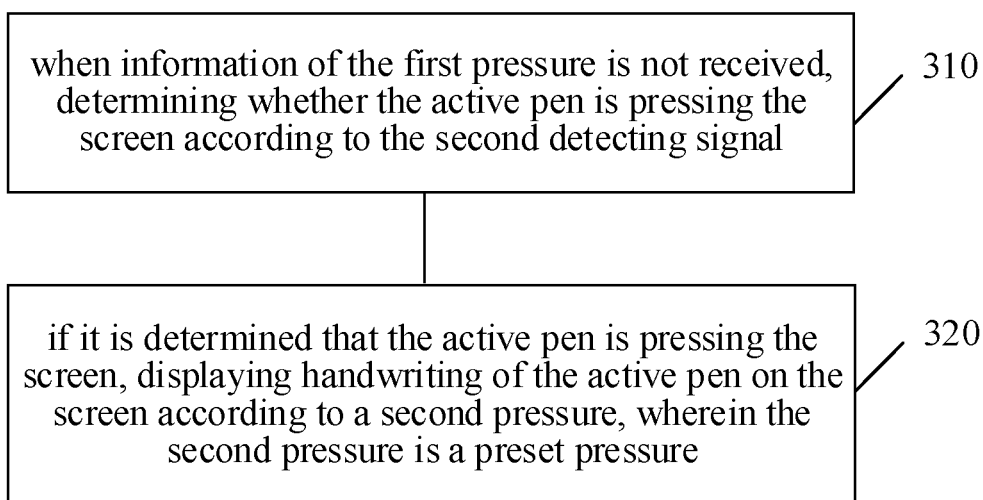 when information of the first pressure is not received,
determining whether the active pen is pressing the
screen according to the second detecting signal
310
if it is determined that the active pen is pressing the
screen, displaying handwriting of the active pen on the
screen according to a second pressure, wherein the
second pressure is a preset pressure
320